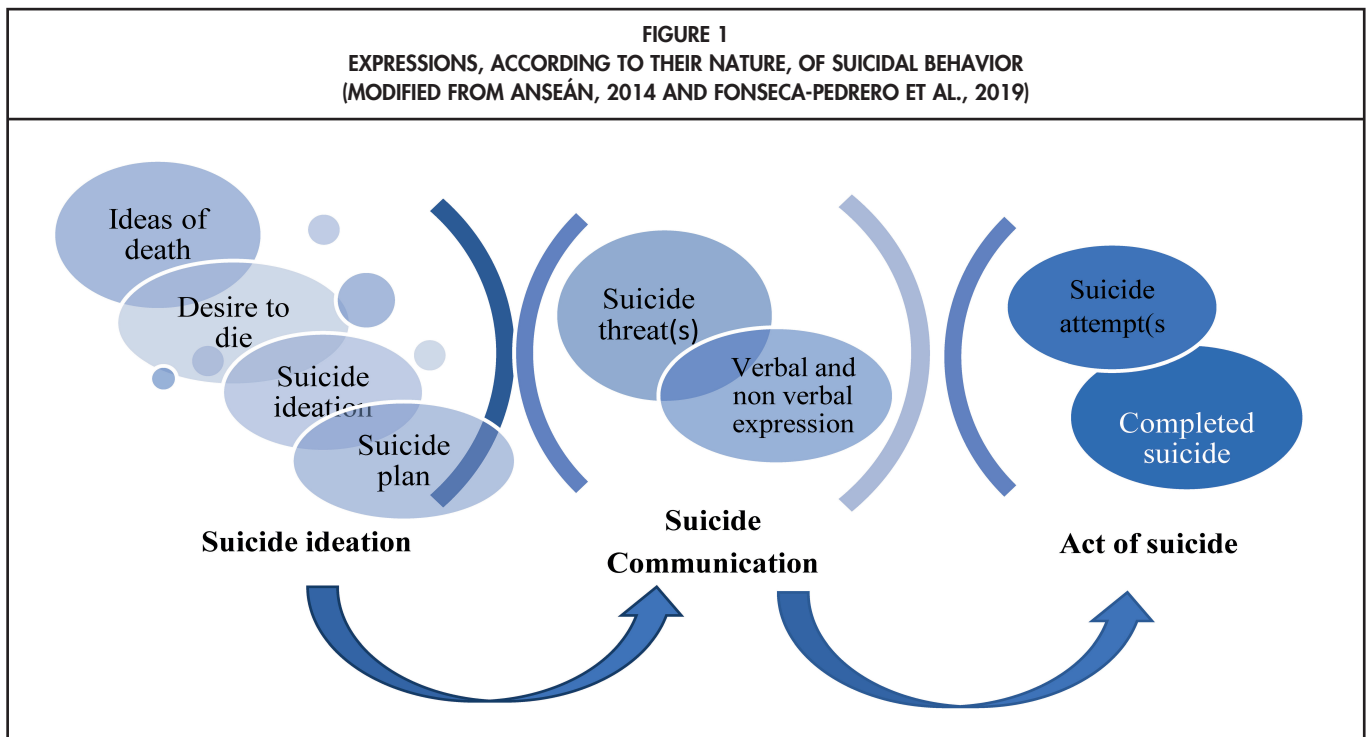 FIGURE 1
EXPRESSIONS, ACCORDING TO THEIR NATURE, OF SUICIDAL BEHAVIOR
(MODIFIED FROM ANSEÁN, 2014 AND FONSECA-PEDRERO ET AL., 2019)
Ideas of
death
Desire to
die
Suicide
ideation
Suicide
plan
Suicide ideation
Suicide
threat(s)
Verbal and
non verbal
expression
Suicide
Communication
Suicide
attempt(s
Completed
suicide
Act of suicide